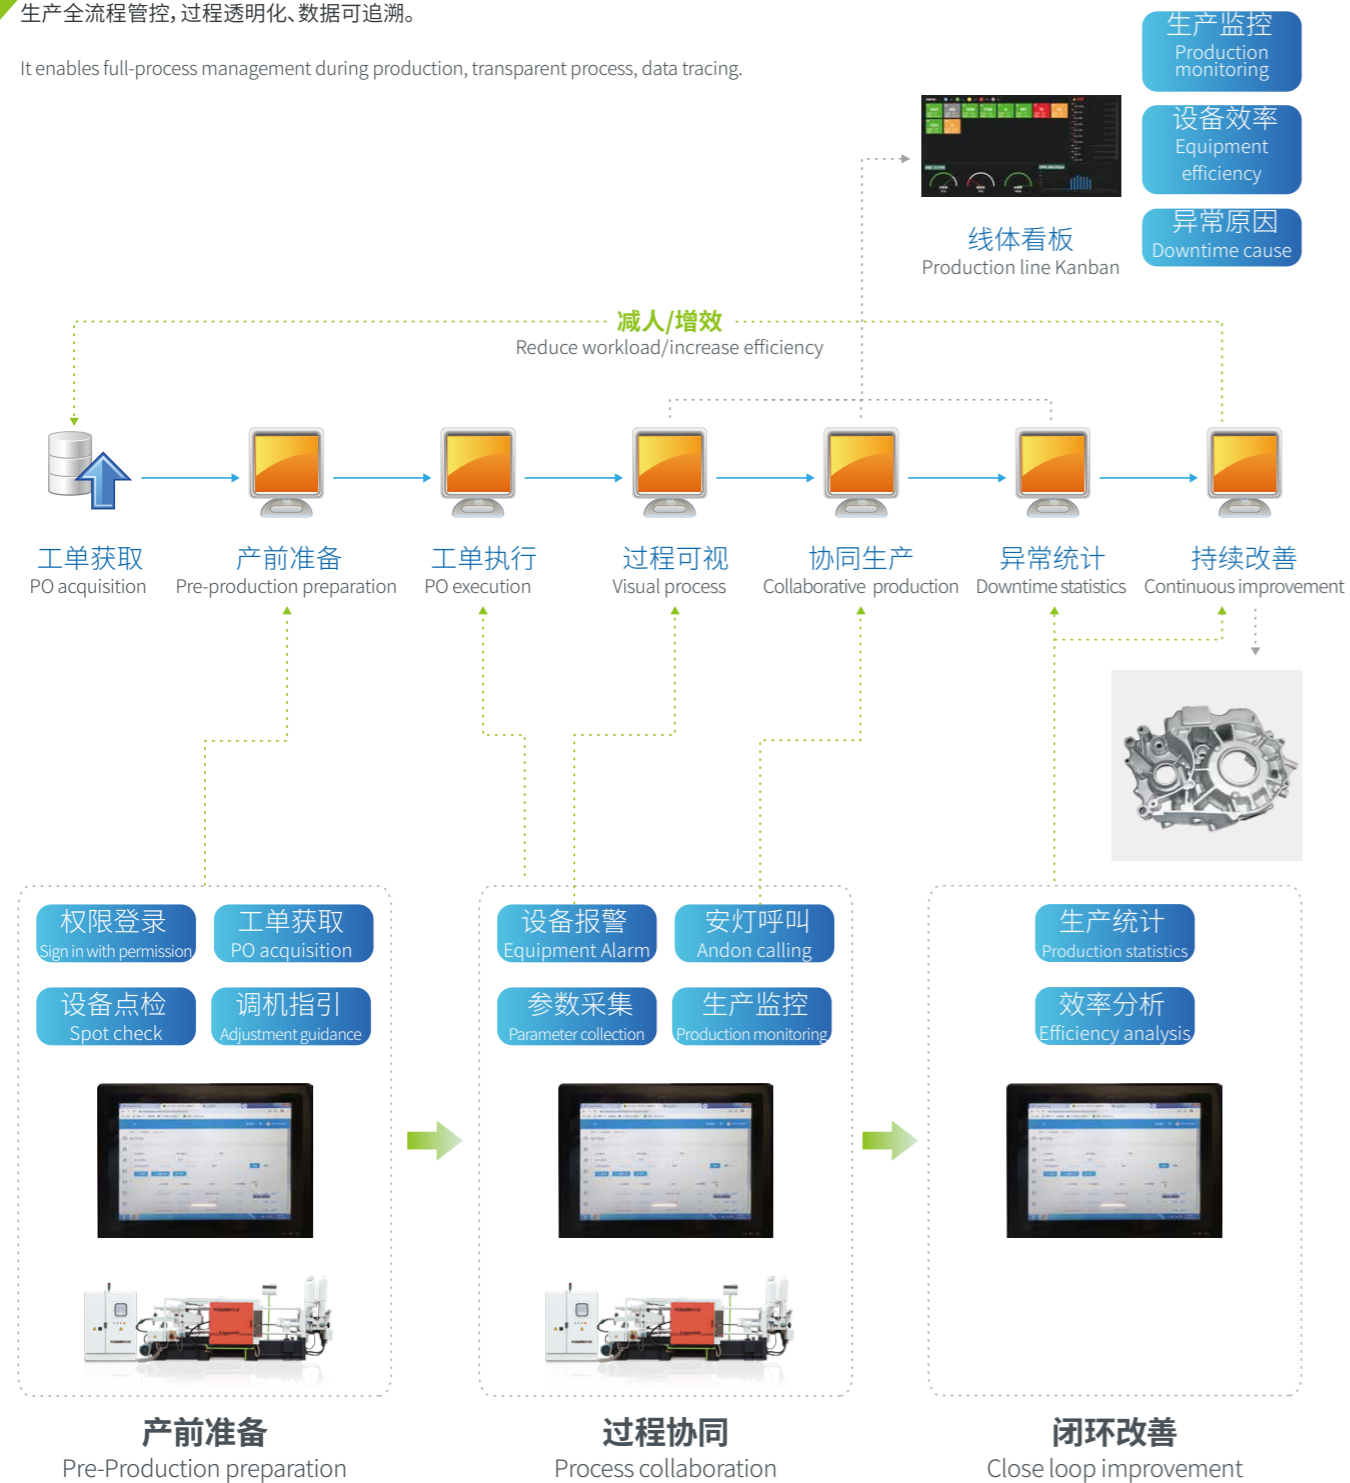 生产全流程管控，过程透明化、数据可追溯。
It enables full-process management during production, transparent process, data tracing.
生产监控
Production
monitoring
设备效率
Equipment
efficiency
异常原因
Downtime cause
线体看板
Production line Kanban
减人/增效
Reduce workload/increase efficiency
工单获取
PO acquisition
产前准备
Pre-production preparation
工单执行
PO execution
过程可视
Visual process
协同生产
Collaborative production
异常统计
Downtime statistics
持续改善
Continuous improvement
权限登录
Sign in with permission
工单获取
PO acquisition
设备点检
Spot check
调机指引
Adjustment guidance
设备报警
Equipment Alarm
安灯呼叫
Andon calling
参数采集
Parameter collection
生产监控
Production monitoring
生产统计
Production statistics
效率分析
Efficiency analysis
产前准备
Pre-Production preparation
过程协同
Process collaboration
闭环改善
Close loop improvement